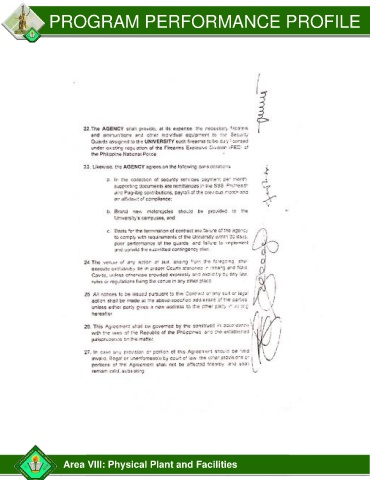 PROGRAM PERFORMANCE PROFILE
22. The AGENCY shall provide, at its expense, the necessary firearms
and ammunitions and other individual equipment to the Security
Guards assigned to the UNIVERSITY such firearms to be duly licensed
under existing regulation of the Firearms Explosive Division (FED) of
the Philippine National Police
23. Likewise, the AGENCY agrees on the following
a. In the collection of security services payment per month,
supporting documents are remittances in the SSS, Philhealth
and Pag-ibig contributions, payroll of the previous month and
an affidavit of compliance;
b. Brand new motorcycles should be provided to the
University's campuses, and
c. Basis for the termination of contract are failure of the agency
to comply with requirements of the University within 30 days,
poor performance of the guards, and failure to implement
and submit the submitted contingency plan
24. The venue of any action or suit arising from the foregoing, shall
exclusively be in proper Courts stationed in and
Cavite, unless otherwise provided expressly and explicitly by any law,
rules or regulations fixing the venue in any other place
25. All notices to be issued pursuant to this Contract or any suit or legal
action shall be made at the above-specified addresses of the parties,
unless either party gives a new address to the other party in writing
hereafter
26. This Agreement shall be governed by the constituted in accordance
with the laws of the Republic of the Philippines and the established
jurisprudence on the matter.
27. In case any provision or portion of this Agreement should be held
invalid, illegal or unenforceable by court of law, the other provisions or
portions of the Agreement shall not be affected thereby and shall
remain valid, subsisting
Area VIII: Physical Plant and Facilities